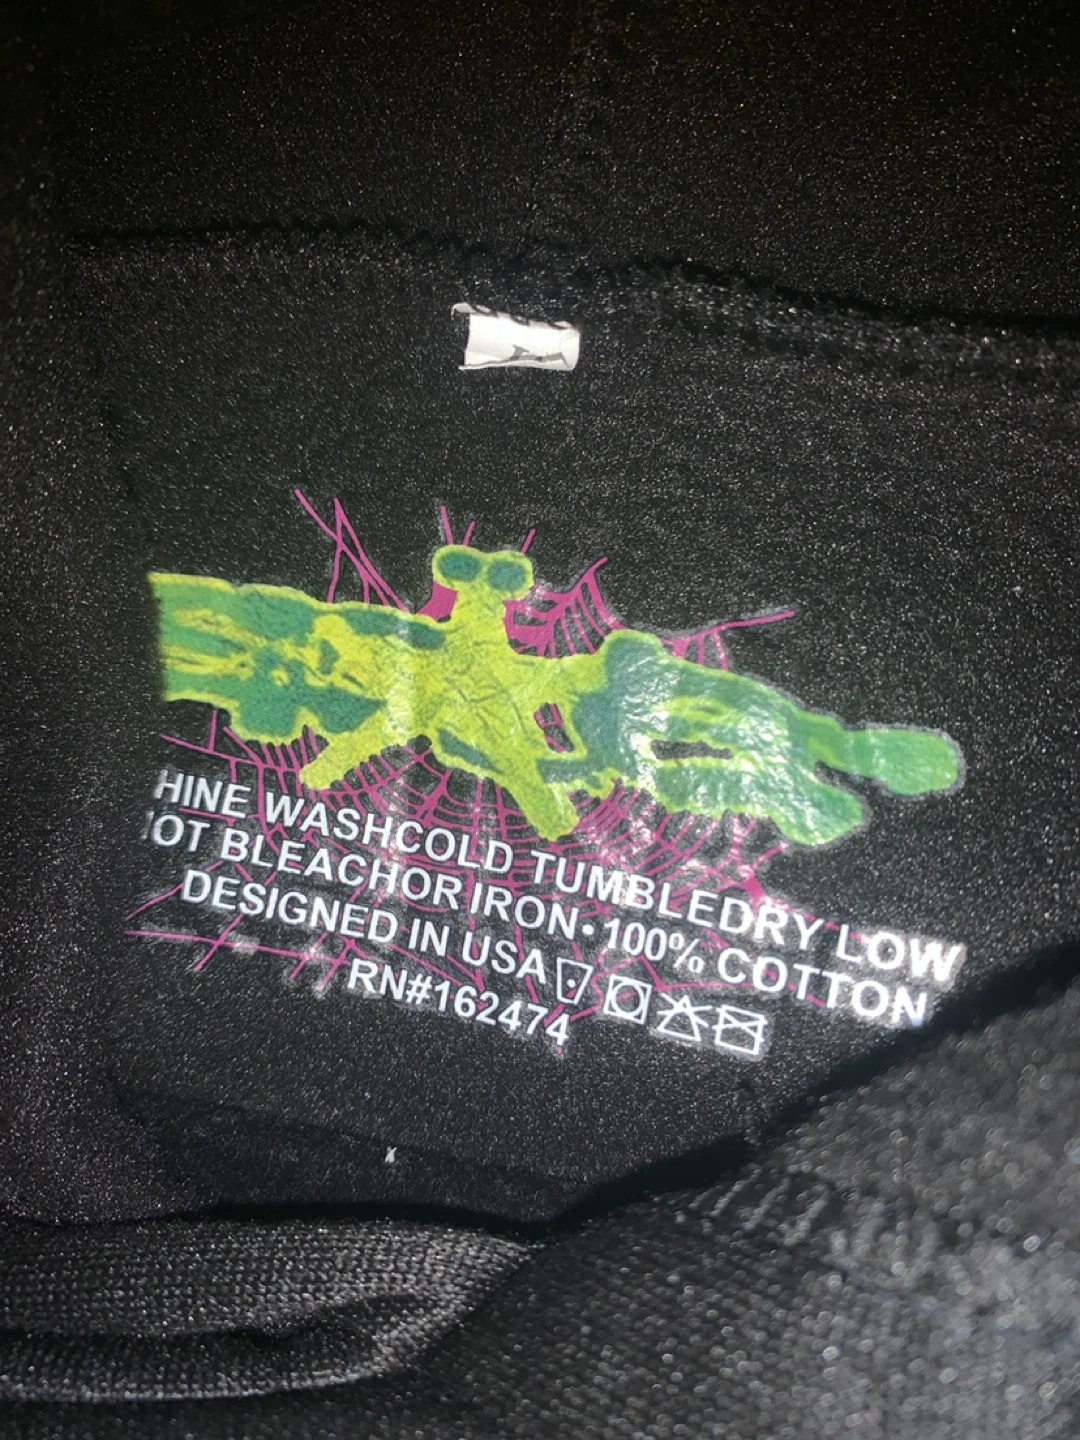 HINE WASHCOLD TUMBLEDRY LOW
OT BLEACHOR IRON•100% COTTON
DESIGNED IN USA
RN#162474